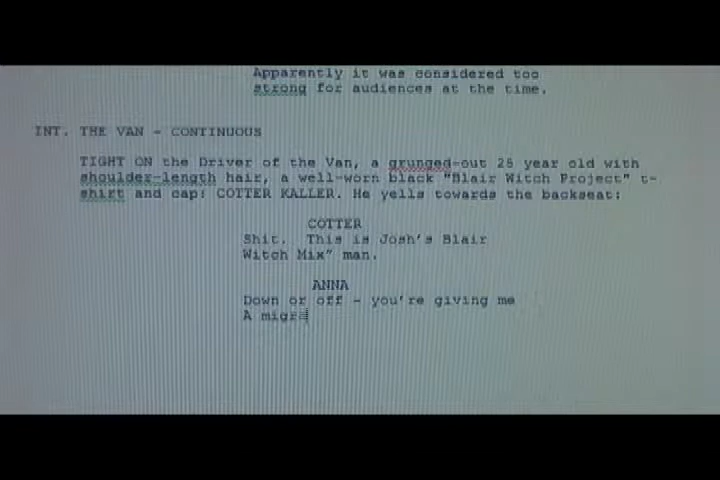 Apparently it was considered too
strong for audiences at the time.
INT. THE VAN - CONTINUOUS
TIGHT ON the Driver of the Van, a grunged-out 28 year old with
shoulder-length hair, a well-worn black "Blair Witch Project" t-
shirt and cap: COTTER KALLER. He yells towards the backseat:
COTTER
Shit. This is Josh's Blair
Witch Mix" man.
ANNA
Down or off - you're giving me
A migra